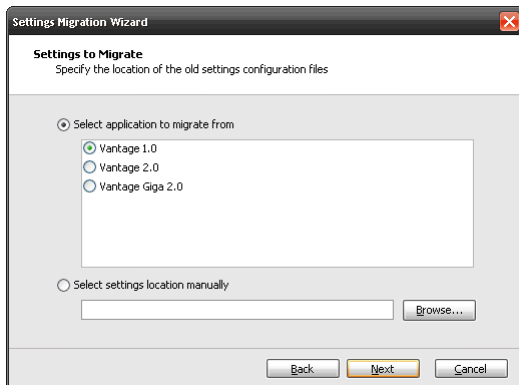 Settings Migration Wizard
Settings to Migrate
Specify the location of the old settings configuration files
Select application to migrate from
Vantage 1.0
Vantage 2.0
Vantage Giga 2.0
Select settings location manually
Browse...
Back Next Cancel